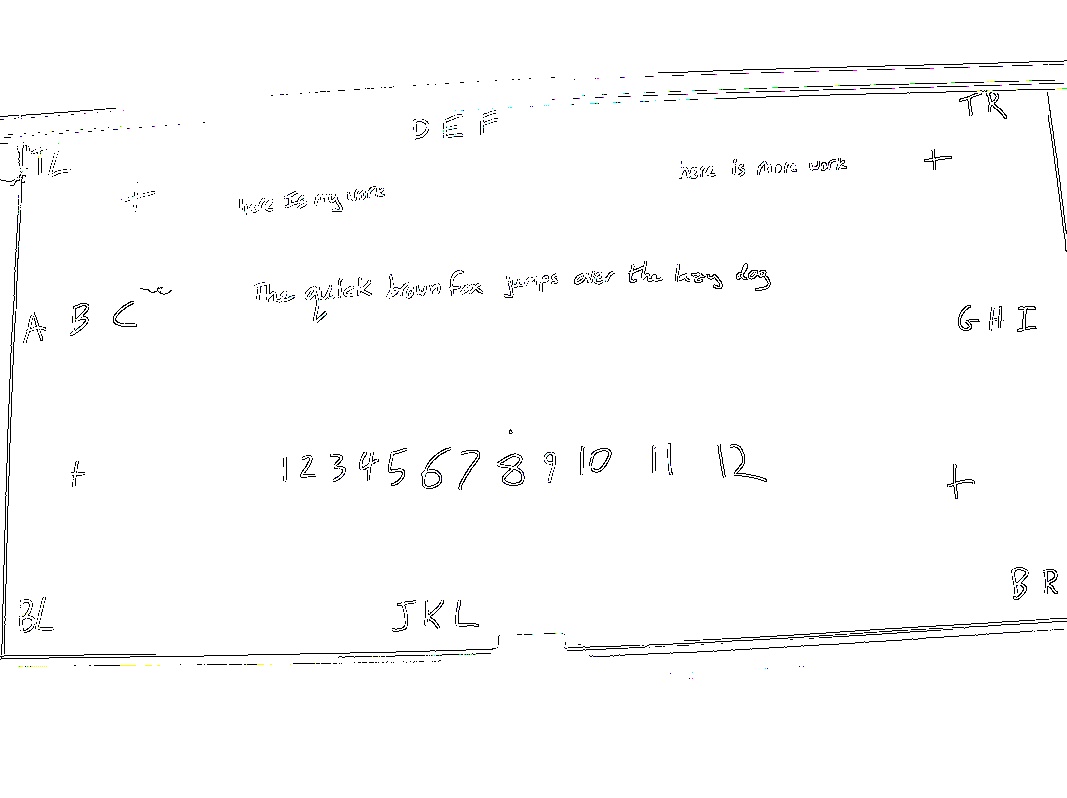 D E F
TR
TL
+
here is more work
+
here is my work
The quick brown fox jumps over the lazy dog
A B C
G H I
+
1 2 3 4 5 6 7 8 9 10 11 12
+
BL
J K L
B R